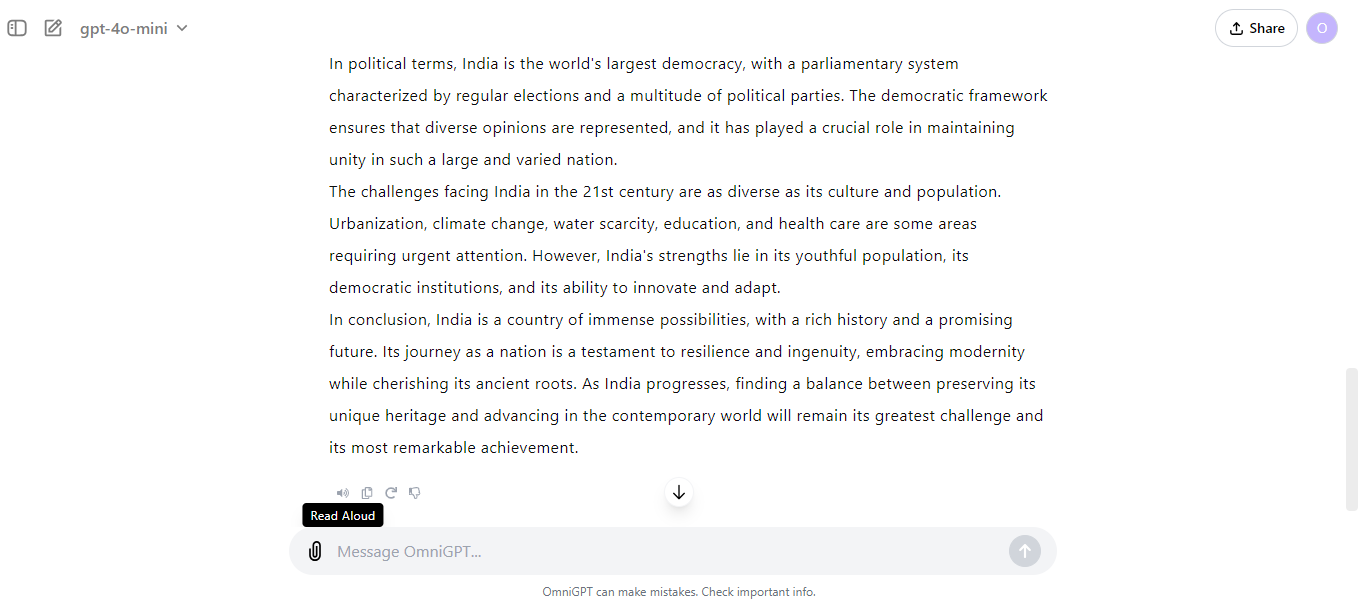 gpt-4o-mini
Share
O
In political terms, India is the world's largest democracy, with a parliamentary system
characterized by regular elections and a multitude of political parties. The democratic framework
ensures that diverse opinions are represented, and it has played a crucial role in maintaining
unity in such a large and varied nation.
The challenges facing India in the 21st century are as diverse as its culture and population.
Urbanization, climate change, water scarcity, education, and health care are some areas
requiring urgent attention. However, India's strengths lie in its youthful population, its
democratic institutions, and its ability to innovate and adapt.
In conclusion, India is a country of immense possibilities, with a rich history and a promising
future. Its journey as a nation is a testament to resilience and ingenuity, embracing modernity
while cherishing its ancient roots. As India progresses, finding a balance between preserving its
unique heritage and advancing in the contemporary world will remain its greatest challenge and
its most remarkable achievement.
Read Aloud
Message OmniGPT...
OmniGPT can make mistakes. Check important info.